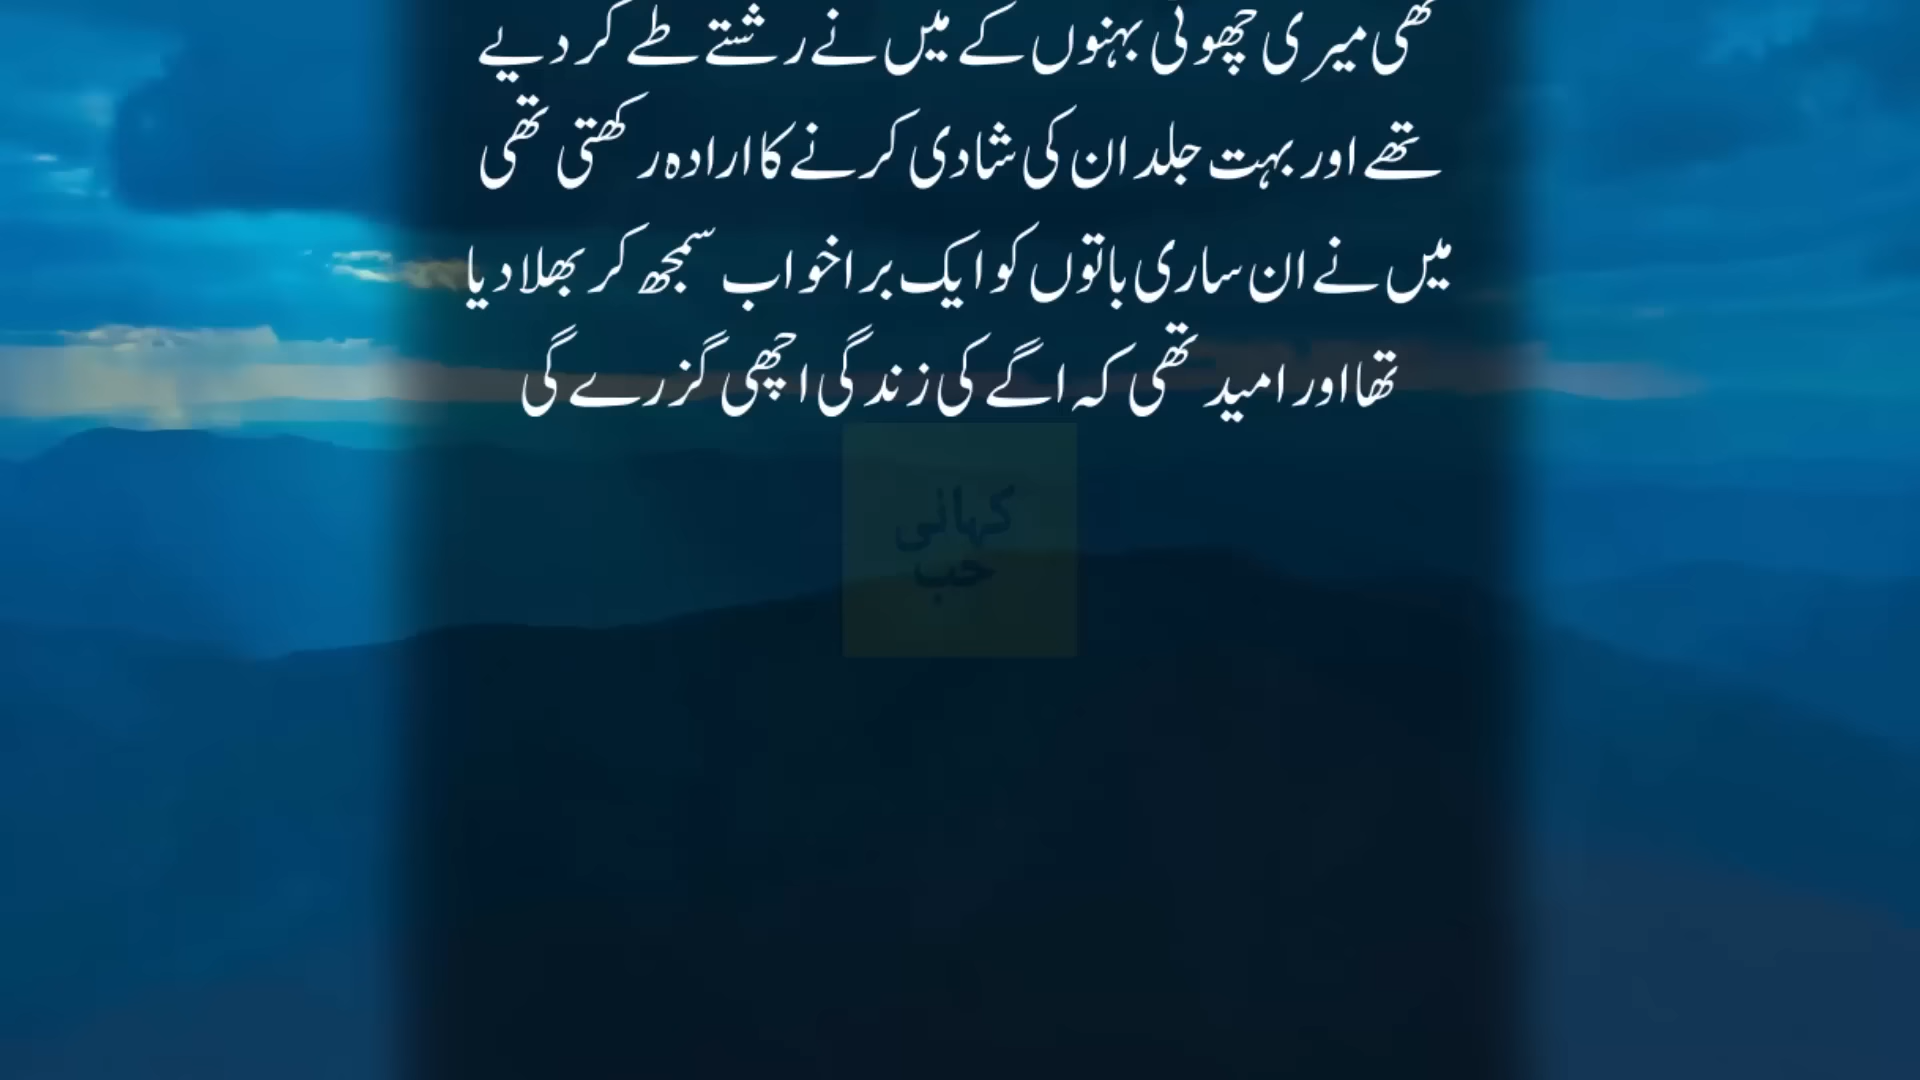 تھی میری چھوٹی بہنوں کے میں نے رشتے طے کر دیے
تھے اور بہت جلد ان کی شادی کرنے کا ارادہ رکھتی تھی
میں نے ان ساری باتوں کو ایک برا خواب سمجھ کر بھلا دیا
تھا اور امید تھی کہ اگے کی زندگی اچھی گزرے گی
کہانی
حب